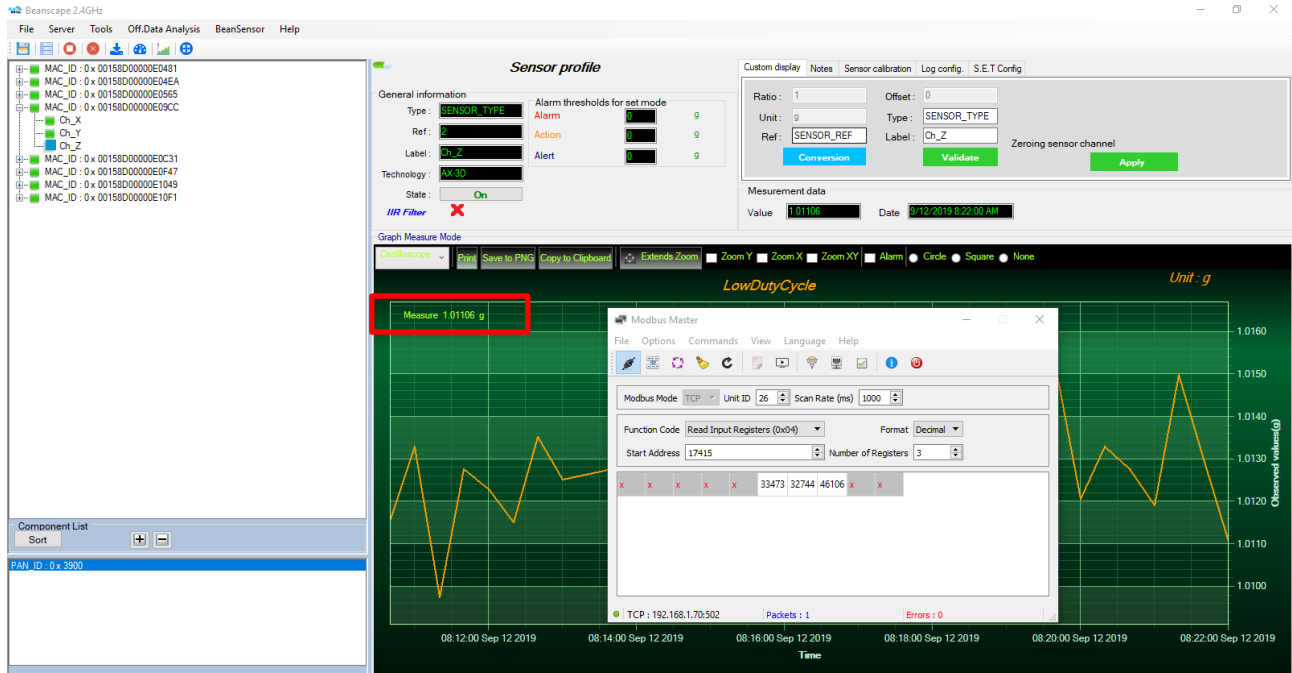 Beanscape 2.4GHz
File Server Tools Off.Data Analysis BeanSensor Help
MAC_ID : 0 x 00158D00000E0481
MAC_ID : 0 x 00158D00000E04EA
MAC_ID : 0 x 00158D00000E0565
MAC_ID : 0 x 00158D00000E09CC
Ch_X
Ch_Y
Ch_Z
MAC_ID : 0 x 00158D00000E0C31
MAC_ID : 0 x 00158D00000E0F47
MAC_ID : 0 x 00158D00000E1049
MAC_ID : 0 x 00158D00000E10F1
Component List
Sort
PAN_ID : 0 x 3900
Sensor profile
General information
Type : SENSOR_TYPE
Ref : 2
Label : Ch_Z
Technology : AX-3D
State : On
IIR Filter
Alarm thresholds for set mode
Alarm 0 g
Action 0 g
Alert 0 g
Custom display Notes Sensor calibration Log config. S.E.T Config
Ratio : 1 Offset : 0
Unit : g Type : SENSOR_TYPE
Ref : SENSOR_REF Label : Ch_Z
Zeroing sensor channel
Conversion Validate Apply
Mesurement data
Value 1.01106 Date 9/12/2019 8:22:00 AM
Graph Measure Mode
Oscilloscope Print Save to PNG Copy to Clipboard Extends Zoom Zoom Y Zoom X Zoom XY Alarm Circle Square None
LowDutyCycle
Unit : g
Measure 1.01106 g
Modbus Master
File Options Commands View Language Help
Modbus Mode TCP Unit ID 26 Scan Rate (ms) 1000
Function Code Read Input Registers (0x04) Format Decimal
Start Address 17415 Number of Registers 3
x x x x x 33473 32744 46106 x x
TCP : 192.168.1.70:502 Packets : 1 Errors : 0
1.0160
1.0150
1.0140
1.0130
1.0120
1.0110
1.0100
Observed values(g)
08:12:00 Sep 12 2019 08:14:00 Sep 12 2019 08:16:00 Sep 12 2019 08:18:00 Sep 12 2019 08:20:00 Sep 12 2019 08:22:00 Sep 12 2019
Time